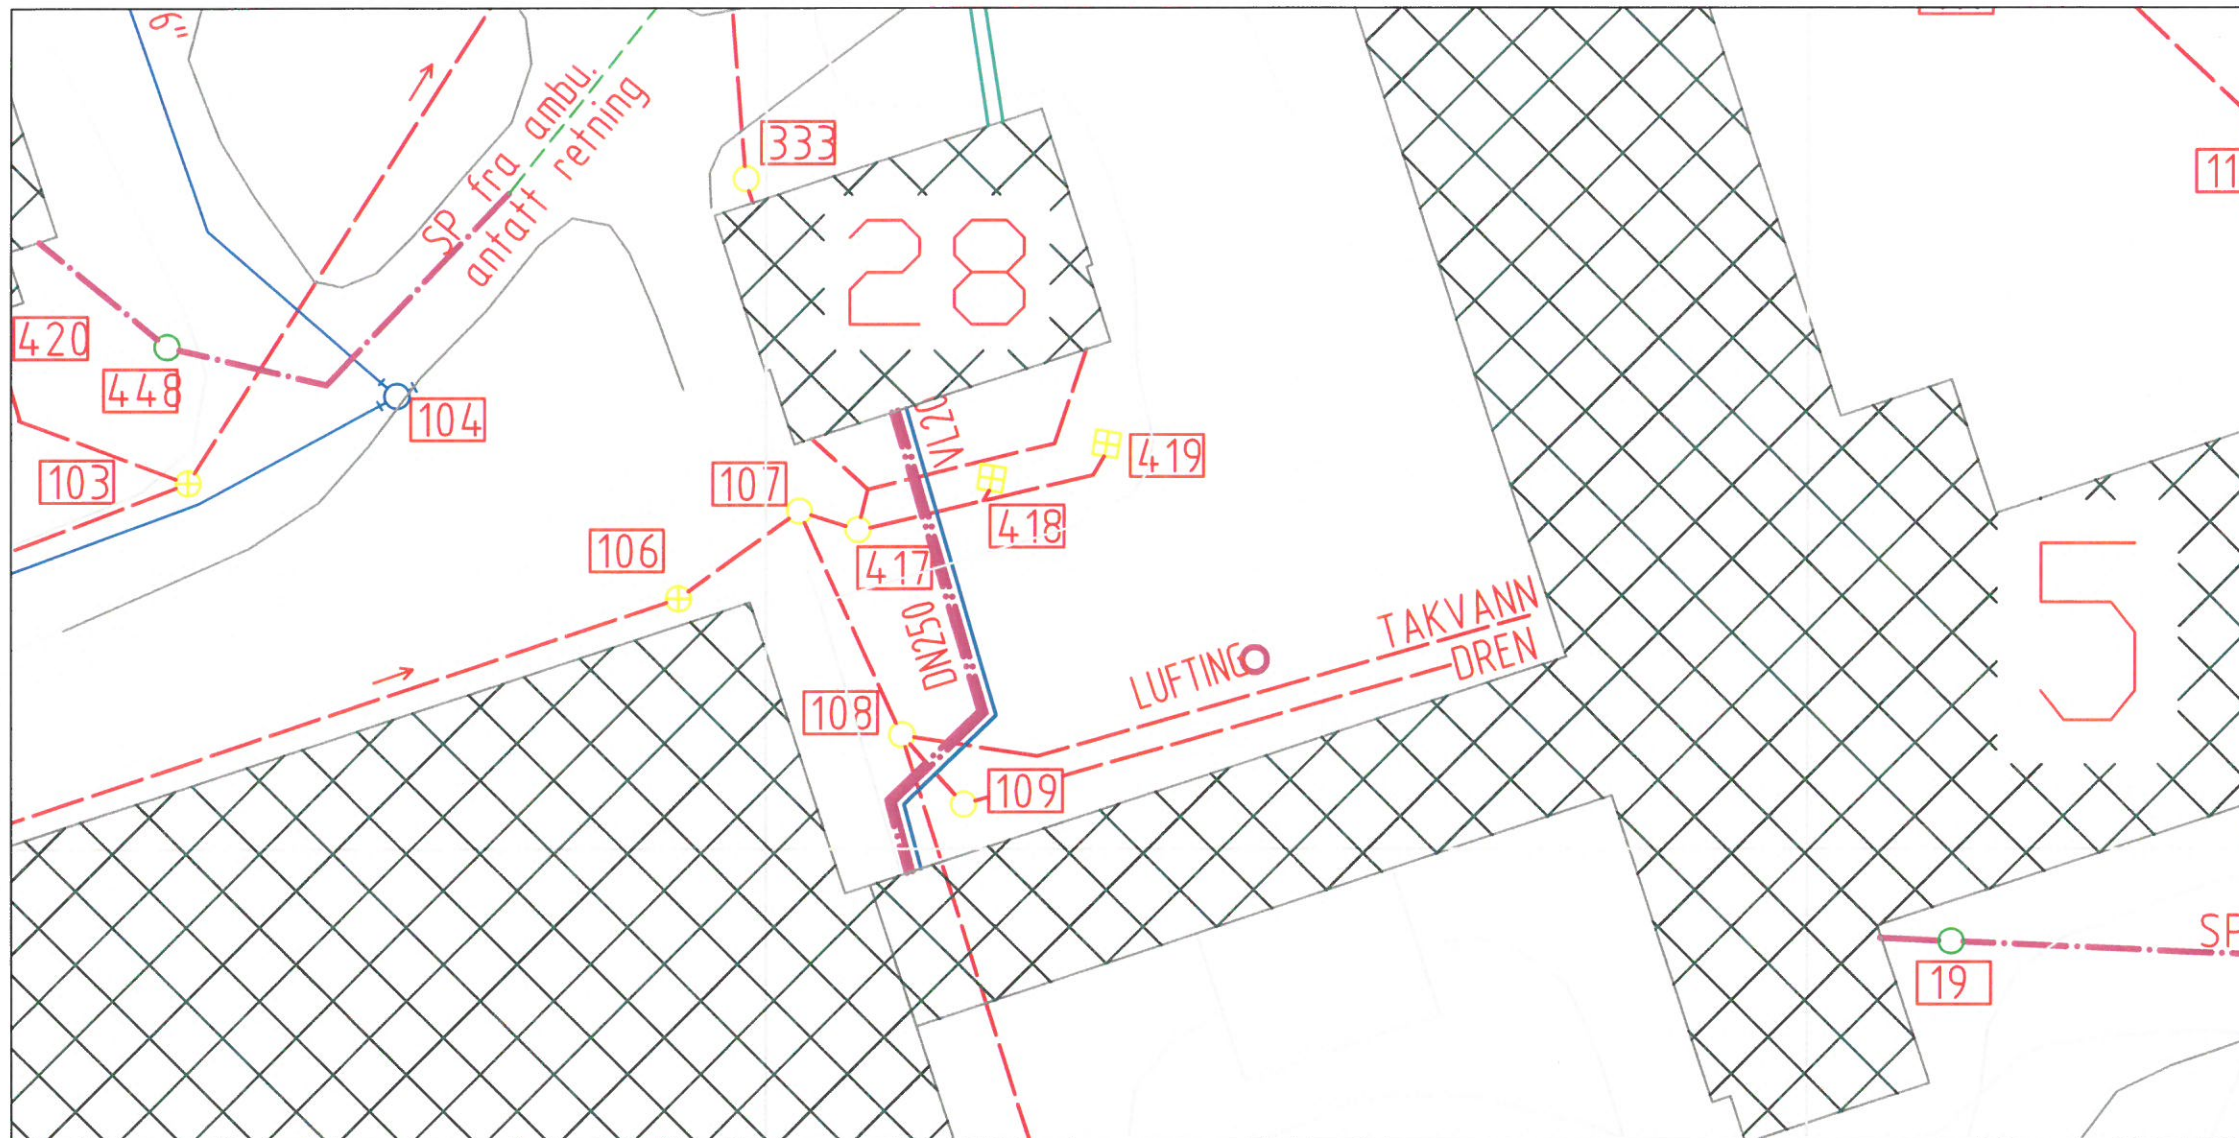 6"
SP fra ambu.
antatt retning
333
11
28
420
448
104
VL20
419
103
107
418
106
417
5
DN250
TAKVANN
DREN
LUFTING
108
109
SP
19